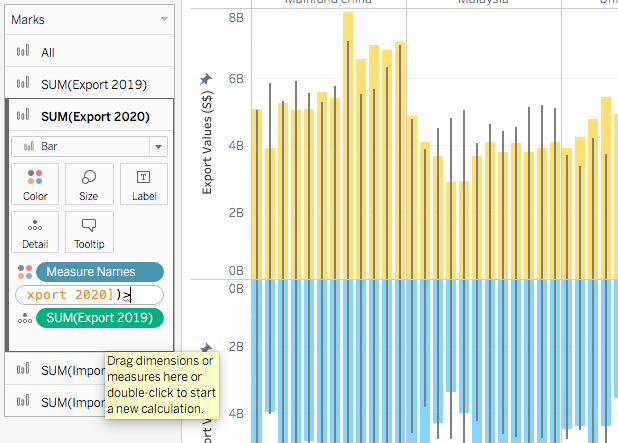 Marks
All
SUM(Export 2019)
SUM(Export 2020)
Bar
Color
Size
Label
Detail
Tooltip
Measure Names
xport 2020])>
SUM(Export 2019)
SUM(Impor
SUM(Impor
Drag dimensions or
measures here or
double-click to start
a new calculation.
Mainland China
Malaysia
Export Values (S$)
8B
6B
4B
2B
0B
0B
2B
4B